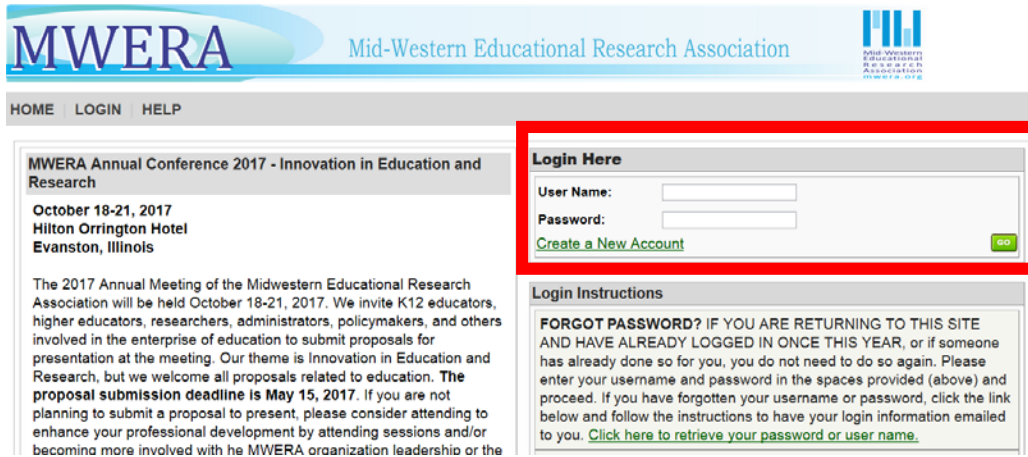 MWERA
Mid-Western Educational Research Association
Mid-Western
Educational
Research
Association
mwera.org
HOME LOGIN HELP
MWERA Annual Conference 2017 - Innovation in Education and
Research
October 18-21, 2017
Hilton Orrington Hotel
Evanston, Illinois
The 2017 Annual Meeting of the Midwestern Educational Research
Association will be held October 18-21, 2017. We invite K12 educators,
higher educators, researchers, administrators, policymakers, and others
involved in the enterprise of education to submit proposals for
presentation at the meeting. Our theme is Innovation in Education and
Research, but we welcome all proposals related to education. The
proposal submission deadline is May 15, 2017. If you are not
planning to submit a proposal to present, please consider attending to
enhance your professional development by attending sessions and/or
becoming more involved with he MWERA organization leadership or the
Login Here
User Name:
Password:
Create a New Account
GO
Login Instructions
FORGOT PASSWORD? IF YOU ARE RETURNING TO THIS SITE
AND HAVE ALREADY LOGGED IN ONCE THIS YEAR, or if someone
has already done so for you, you do not need to do so again. Please
enter your username and password in the spaces provided (above) and
proceed. If you have forgotten your username or password, click the link
below and follow the instructions to have your login information emailed
to you. Click here to retrieve your password or user name.